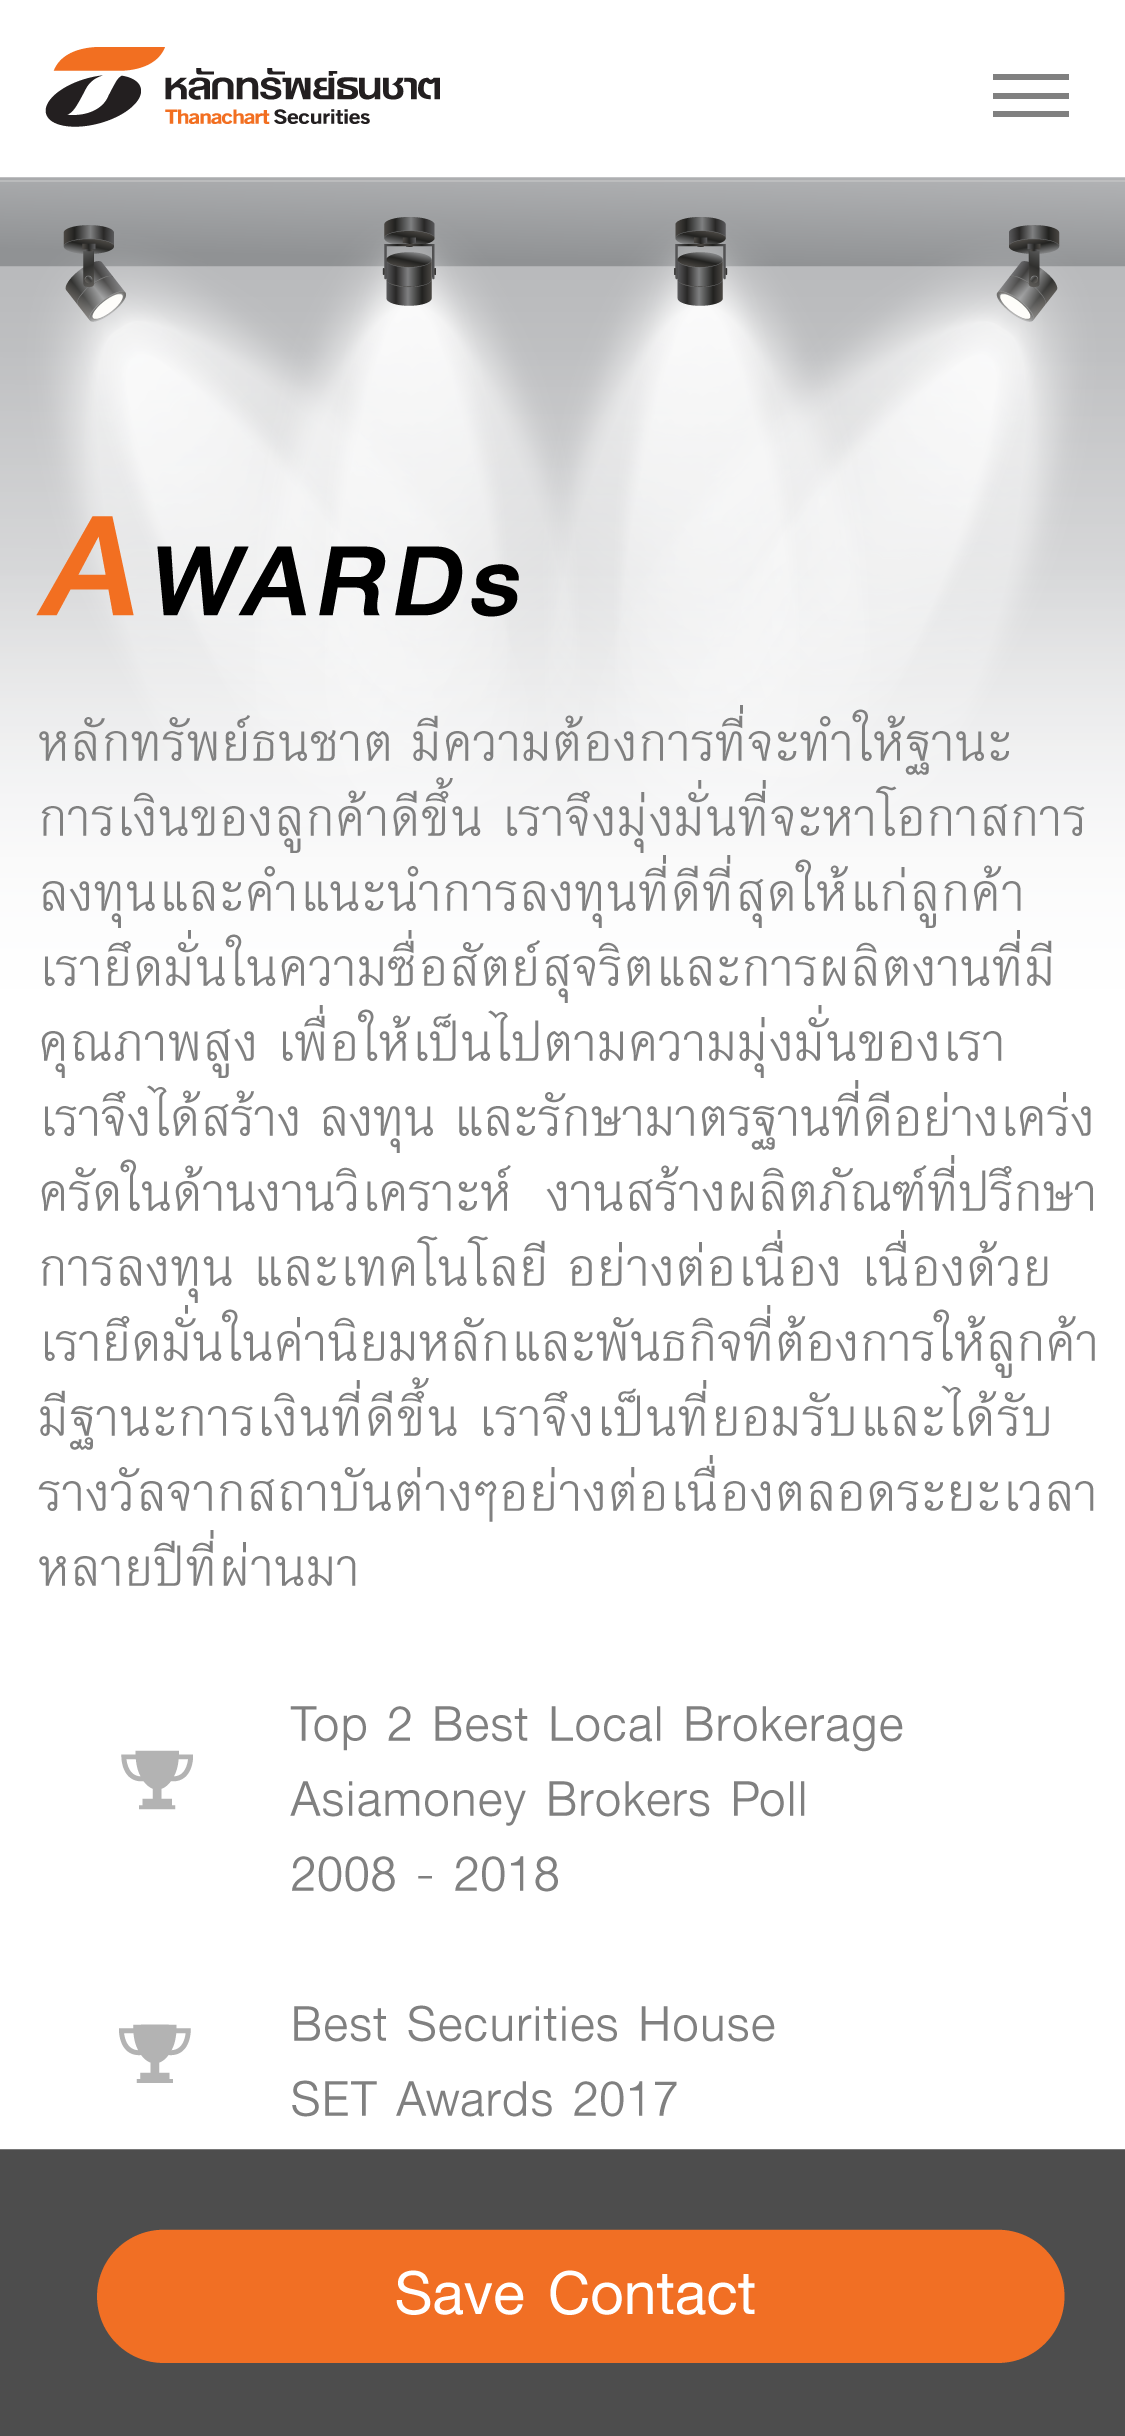 หลักทรัพย์ธนชาต
Thanachart Securities
AWARDs
หลักทรัพย์ธนชาต มีความต้องการที่จะทำให้ฐานะ
การเงินของลูกค้าดีขึ้น เราจึงมุ่งมั่นที่จะหาโอกาสการ
ลงทุนและคำแนะนำการลงทุนที่ดีที่สุดให้แก่ลูกค้า
เรายึดมั่นในความซื่อสัตย์สุจริตและการผลิตงานที่มี
คุณภาพสูง เพื่อให้เป็นไปตามความมุ่งมั่นของเรา
เราจึงได้สร้าง ลงทุน และรักษามาตรฐานที่ดีอย่างเคร่ง
ครัดในด้านงานวิเคราะห์ งานสร้างผลิตภัณฑ์ที่ปรึกษา
การลงทุน และเทคโนโลยี อย่างต่อเนื่อง เนื่องด้วย
เรายึดมั่นในค่านิยมหลักและพันธกิจที่ต้องการให้ลูกค้า
มีฐานะการเงินที่ดีขึ้น เราจึงเป็นที่ยอมรับและได้รับ
รางวัลจากสถาบันต่างๆอย่างต่อเนื่องตลอดระยะเวลา
หลายปีที่ผ่านมา
Top 2 Best Local Brokerage
Asiamoney Brokers Poll
2008 - 2018
Best Securities House
SET Awards 2017
Save Contact